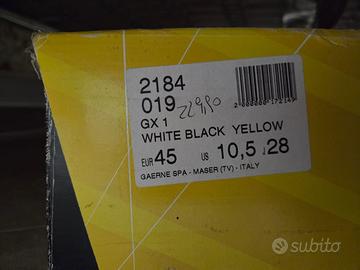 2184
019
GX 1
WHITE BLACK YELLOW
EUR 45 US 10,5 J 28
GAERNE SPA - MASER (TV) - ITALY
subito